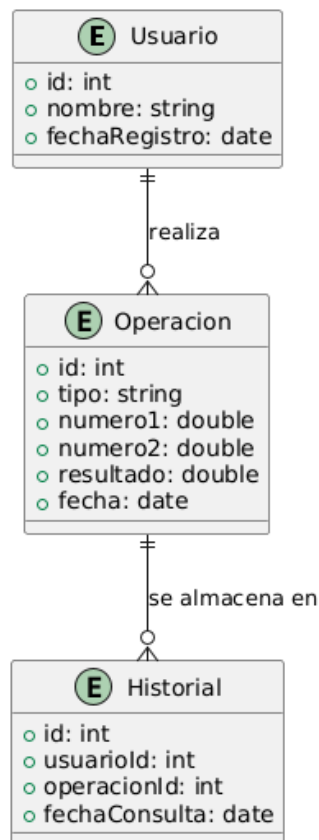 E Usuario
id: int
nombre: string
fechaRegistro: date
realiza
E Operacion
id: int
tipo: string
numero1: double
numero2: double
resultado: double
fecha: date
se almacena en
E Historial
id: int
usuarioId: int
operacionId: int
fechaConsulta: date